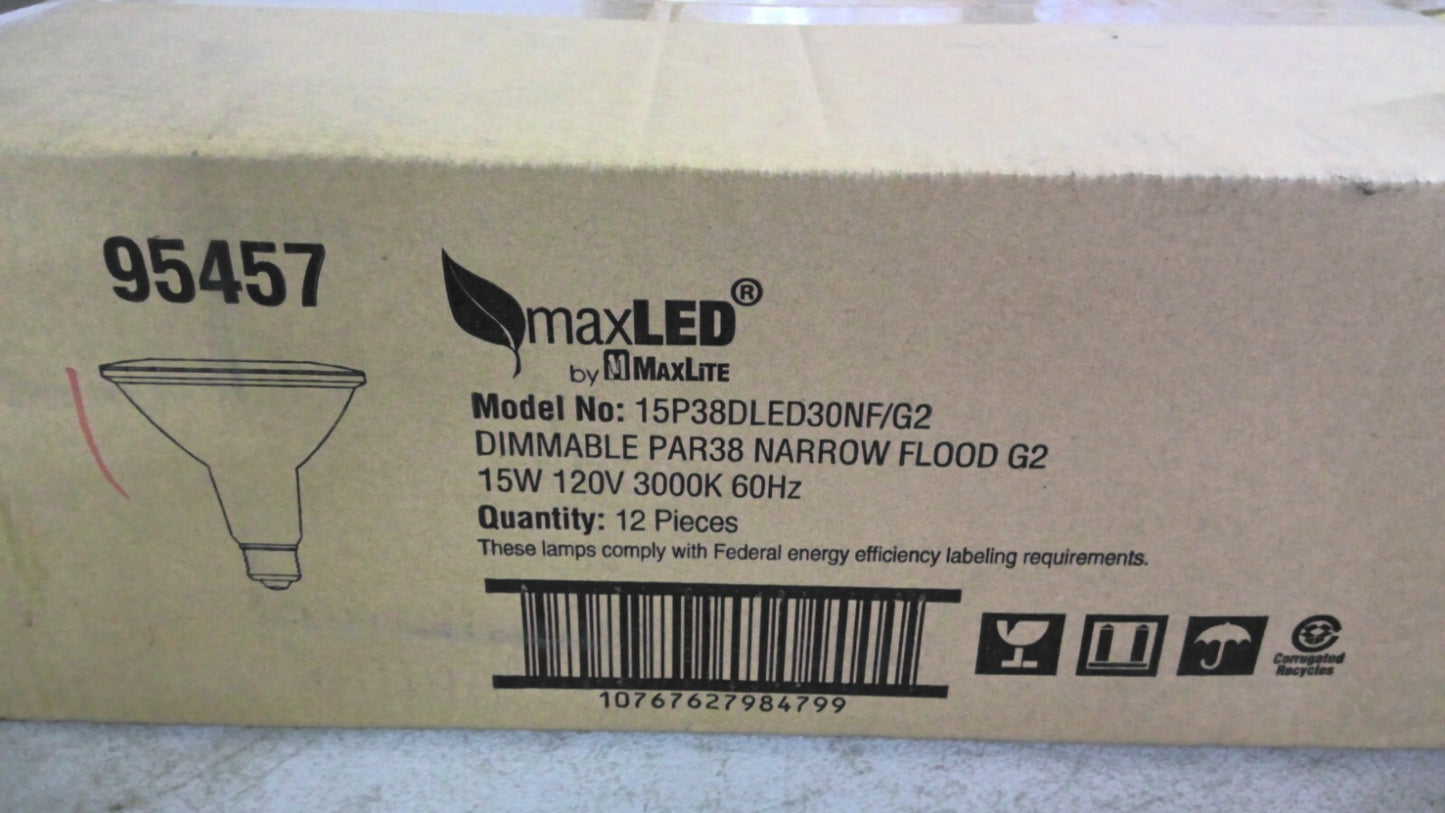 95457
maxLED®
by MAXLITE
Model No: 15P38DLED30NF/G2
DIMMABLE PAR38 NARROW FLOOD G2
15W 120V 3000K 60Hz
Quantity: 12 Pieces
These lamps comply with Federal energy efficiency labeling requirements.
10767627984799
Corrugated
Recycles